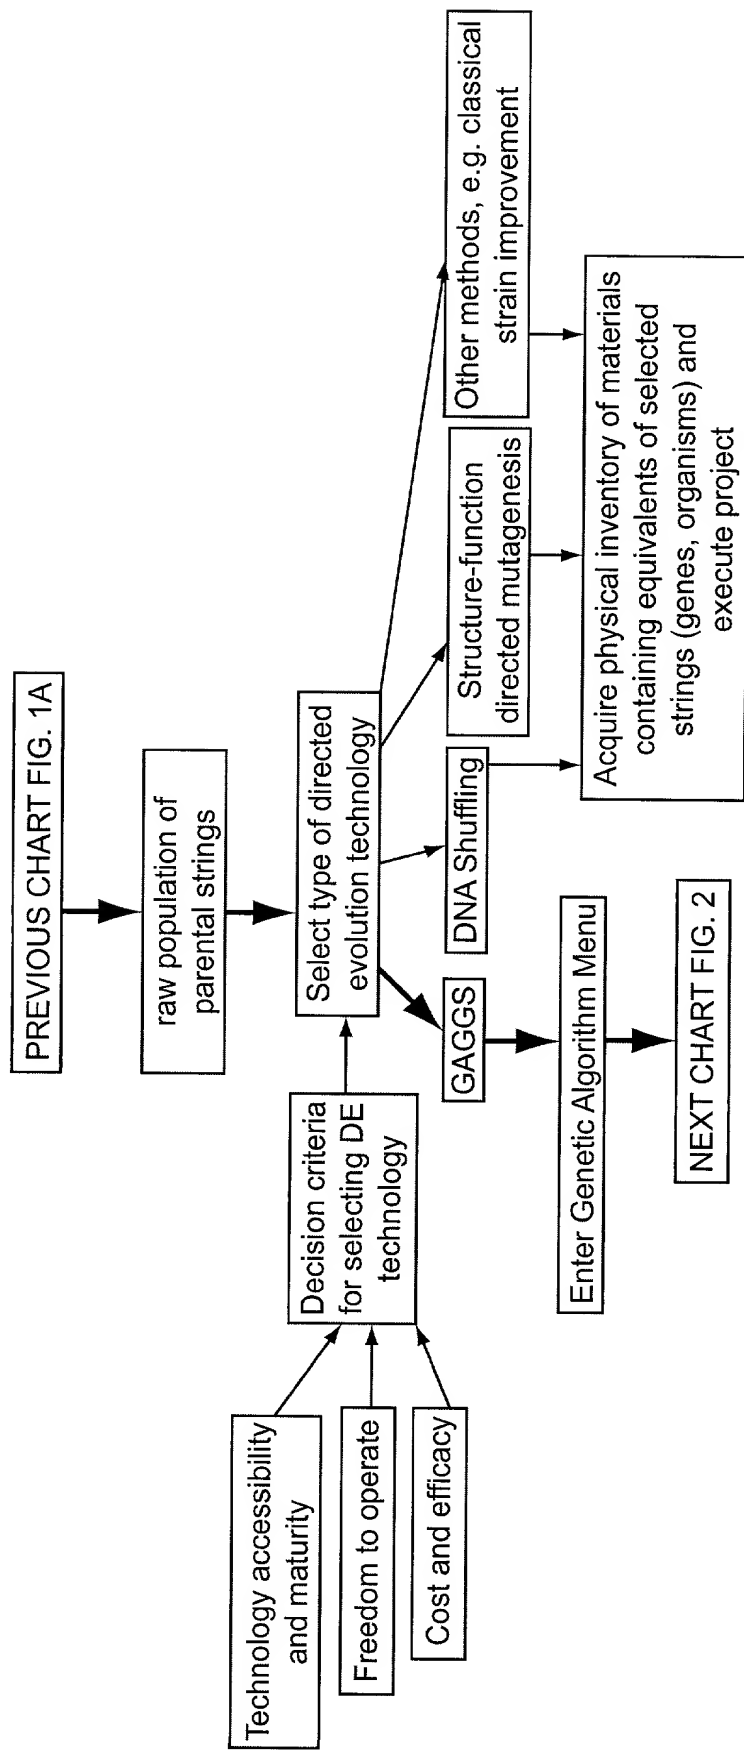 PREVIOUS CHART FIG. 1A
raw population of
parental strings
Technology accessibility
and maturity
Freedom to operate
Cost and efficacy
Decision criteria
for selecting DE
technology
Select type of directed
evolution technology
GAGGS
DNA Shuffling
Structure-function
directed mutagenesis
Other methods, e.g. classical
strain improvement
Enter Genetic Algorithm Menu
Acquire physical inventory of materials
containing equivalents of selected
strings (genes, organisms) and
execute project
NEXT CHART FIG. 2